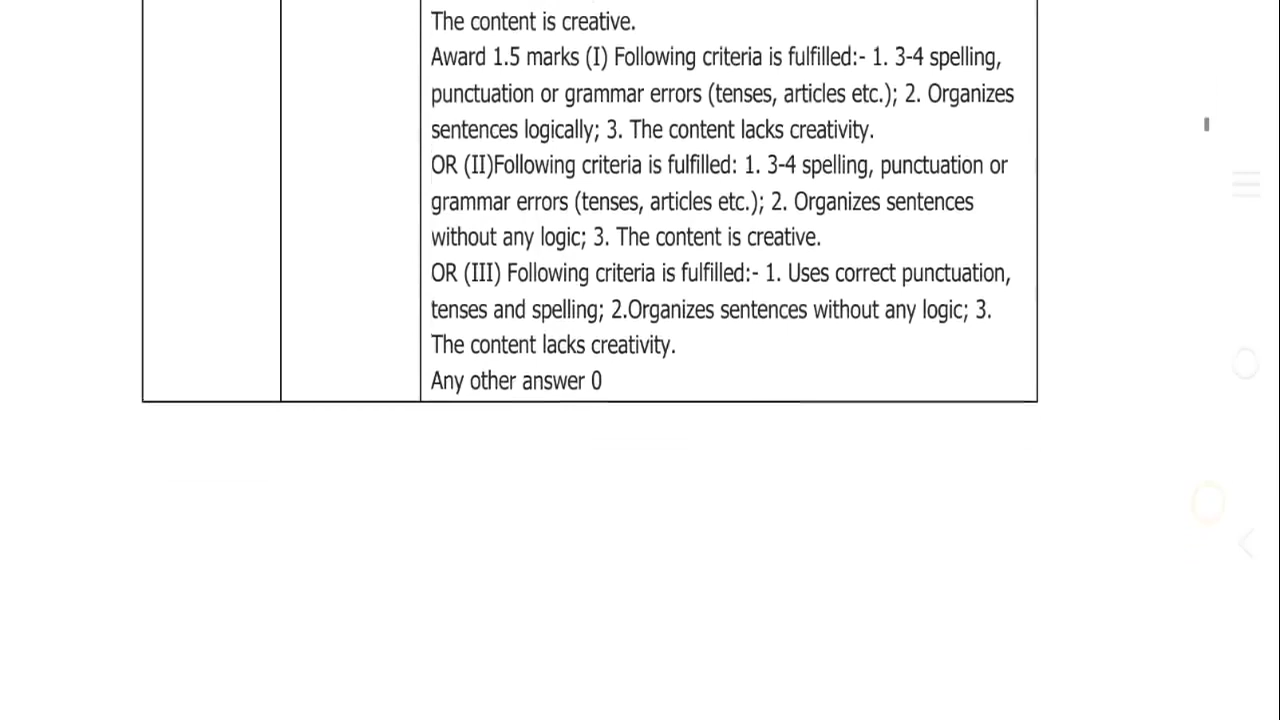 The content is creative.
Award 1.5 marks (I) Following criteria is fulfilled:- 1. 3-4 spelling,
punctuation or grammar errors (tenses, articles etc.); 2. Organizes
sentences logically; 3. The content lacks creativity.
OR (II)Following criteria is fulfilled: 1. 3-4 spelling, punctuation or
grammar errors (tenses, articles etc.); 2. Organizes sentences
without any logic; 3. The content is creative.
OR (III) Following criteria is fulfilled:- 1. Uses correct punctuation,
tenses and spelling; 2.Organizes sentences without any logic; 3.
The content lacks creativity.
Any other answer 0